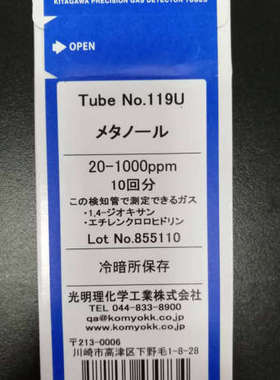 KITAGAWA PRECISION GAS DETECTOR TUBES
OPEN
Tube No.119U
メタノール
20-1000ppm
10回分
この検知管で測定できるガス
・1,4-ジオキサン
・エチレンクロロヒドリン
Lot No.855110
冷暗所保存
光明理化学工業株式会社
TEL 044-833-8900
qa@komyokk.co.jp
www.komyokk.co.jp
〒213-0006
川崎市高津区下野毛1-8-28